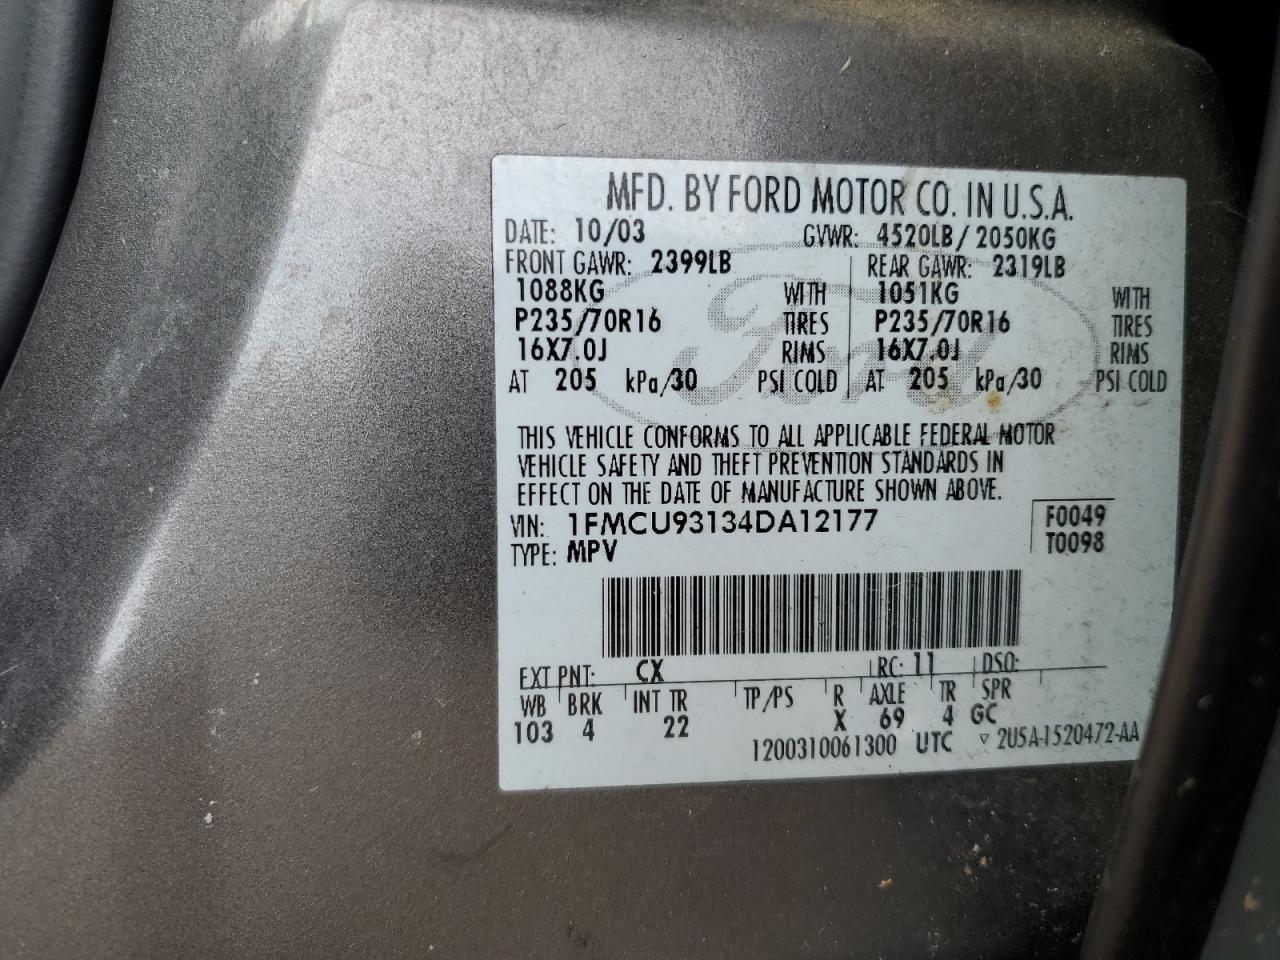 MFD. BY FORD MOTOR CO. IN U.S.A.
DATE: 10/03 GVWR: 4520LB/2050KG
FRONT GAWR: 2399LB REAR GAWR: 2319LB
1088KG WITH 1051KG WITH
P235/70R16 TIRES P235/70R16 TIRES
16X7.0J RIMS 16X7.0J RIMS
AT 205 kPa/30 PSI COLD AT 205 kPa/30 PSI COLD
Ford
THIS VEHICLE CONFORMS TO ALL APPLICABLE FEDERAL MOTOR
VEHICLE SAFETY AND THEFT PREVENTION STANDARDS IN
EFFECT ON THE DATE OF MANUFACTURE SHOWN ABOVE.
VIN: 1FMCU93134DA12177 F0049
TYPE: MPV T0098
EXT PNT: CX RC: 11 DSO:
WB BRK INT TR TP/PS R AXLE TR SPR
103 4 22 X 69 4 GC
1200310061300 UTC ▿ 2U5A-1520472-AA